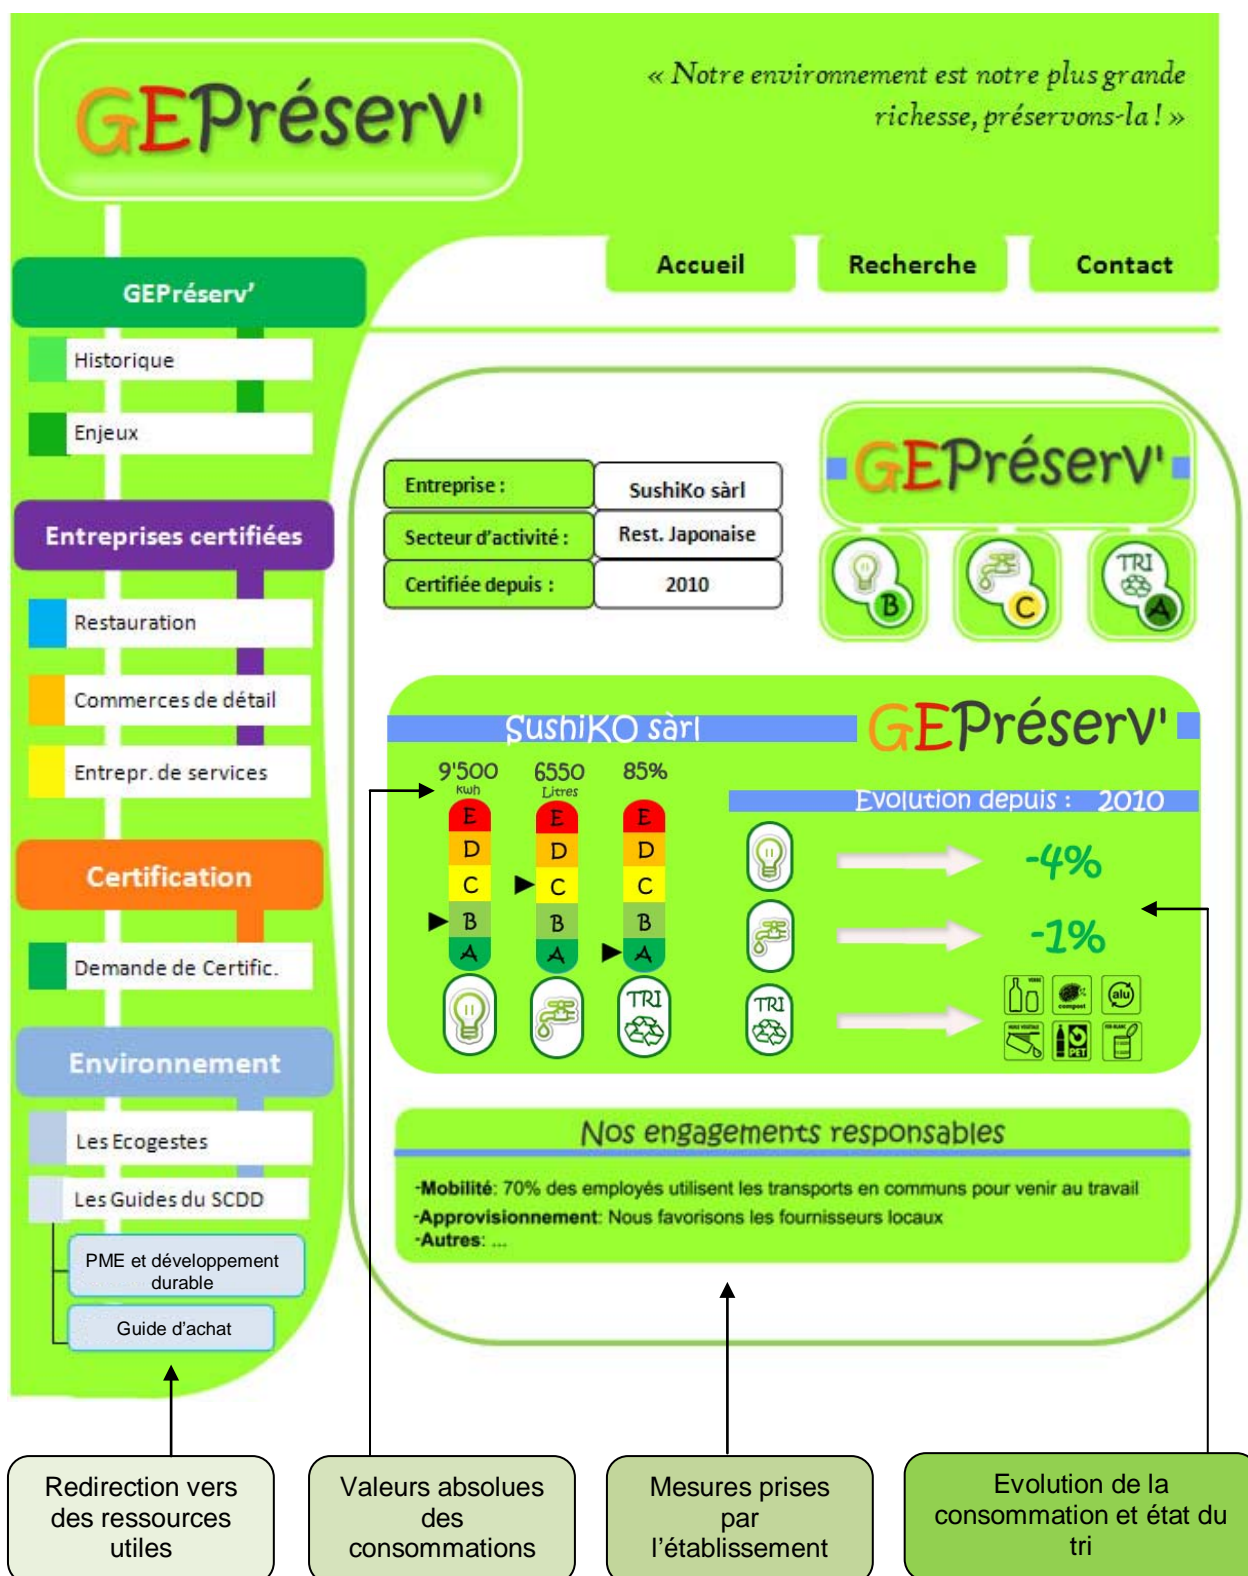 GEPréserv'
« Notre environnement est notre plus grande
richesse, préservons-la ! »
Accueil
Recherche
Contact
GEPréserv’
Historique
Enjeux
Entreprises certifiées
Restauration
Commerces de détail
Entrepr. de services
Certification
Demande de Certific.
Environnement
Les Ecogestes
Les Guides du SCDD
PME et développement
durable
Guide d’achat
Entreprise :
SushiKo sàrl
Secteur d’activité :
Rest. Japonaise
Certifiée depuis :
2010
GEPréserv'
B
C
TRI
A
SushiKO sàrl
GEPréserv'
9'500
kwh
6550
Litres
85%
E
E
E
D
D
D
C
C
C
B
B
B
A
A
A
TRI
Evolution depuis : 2010
-4%
-1%
TRI
VERRE
compost
alu
HUILE VEGETALE
PET
FER-BLANC
Nos engagements responsables
-Mobilité: 70% des employés utilisent les transports en communs pour venir au travail
-Approvisionnement: Nous favorisons les fournisseurs locaux
-Autres: ...
Redirection vers
des ressources
utiles
Valeurs absolues
des
consommations
Mesures prises
par
l’établissement
Evolution de la
consommation et état du
tri